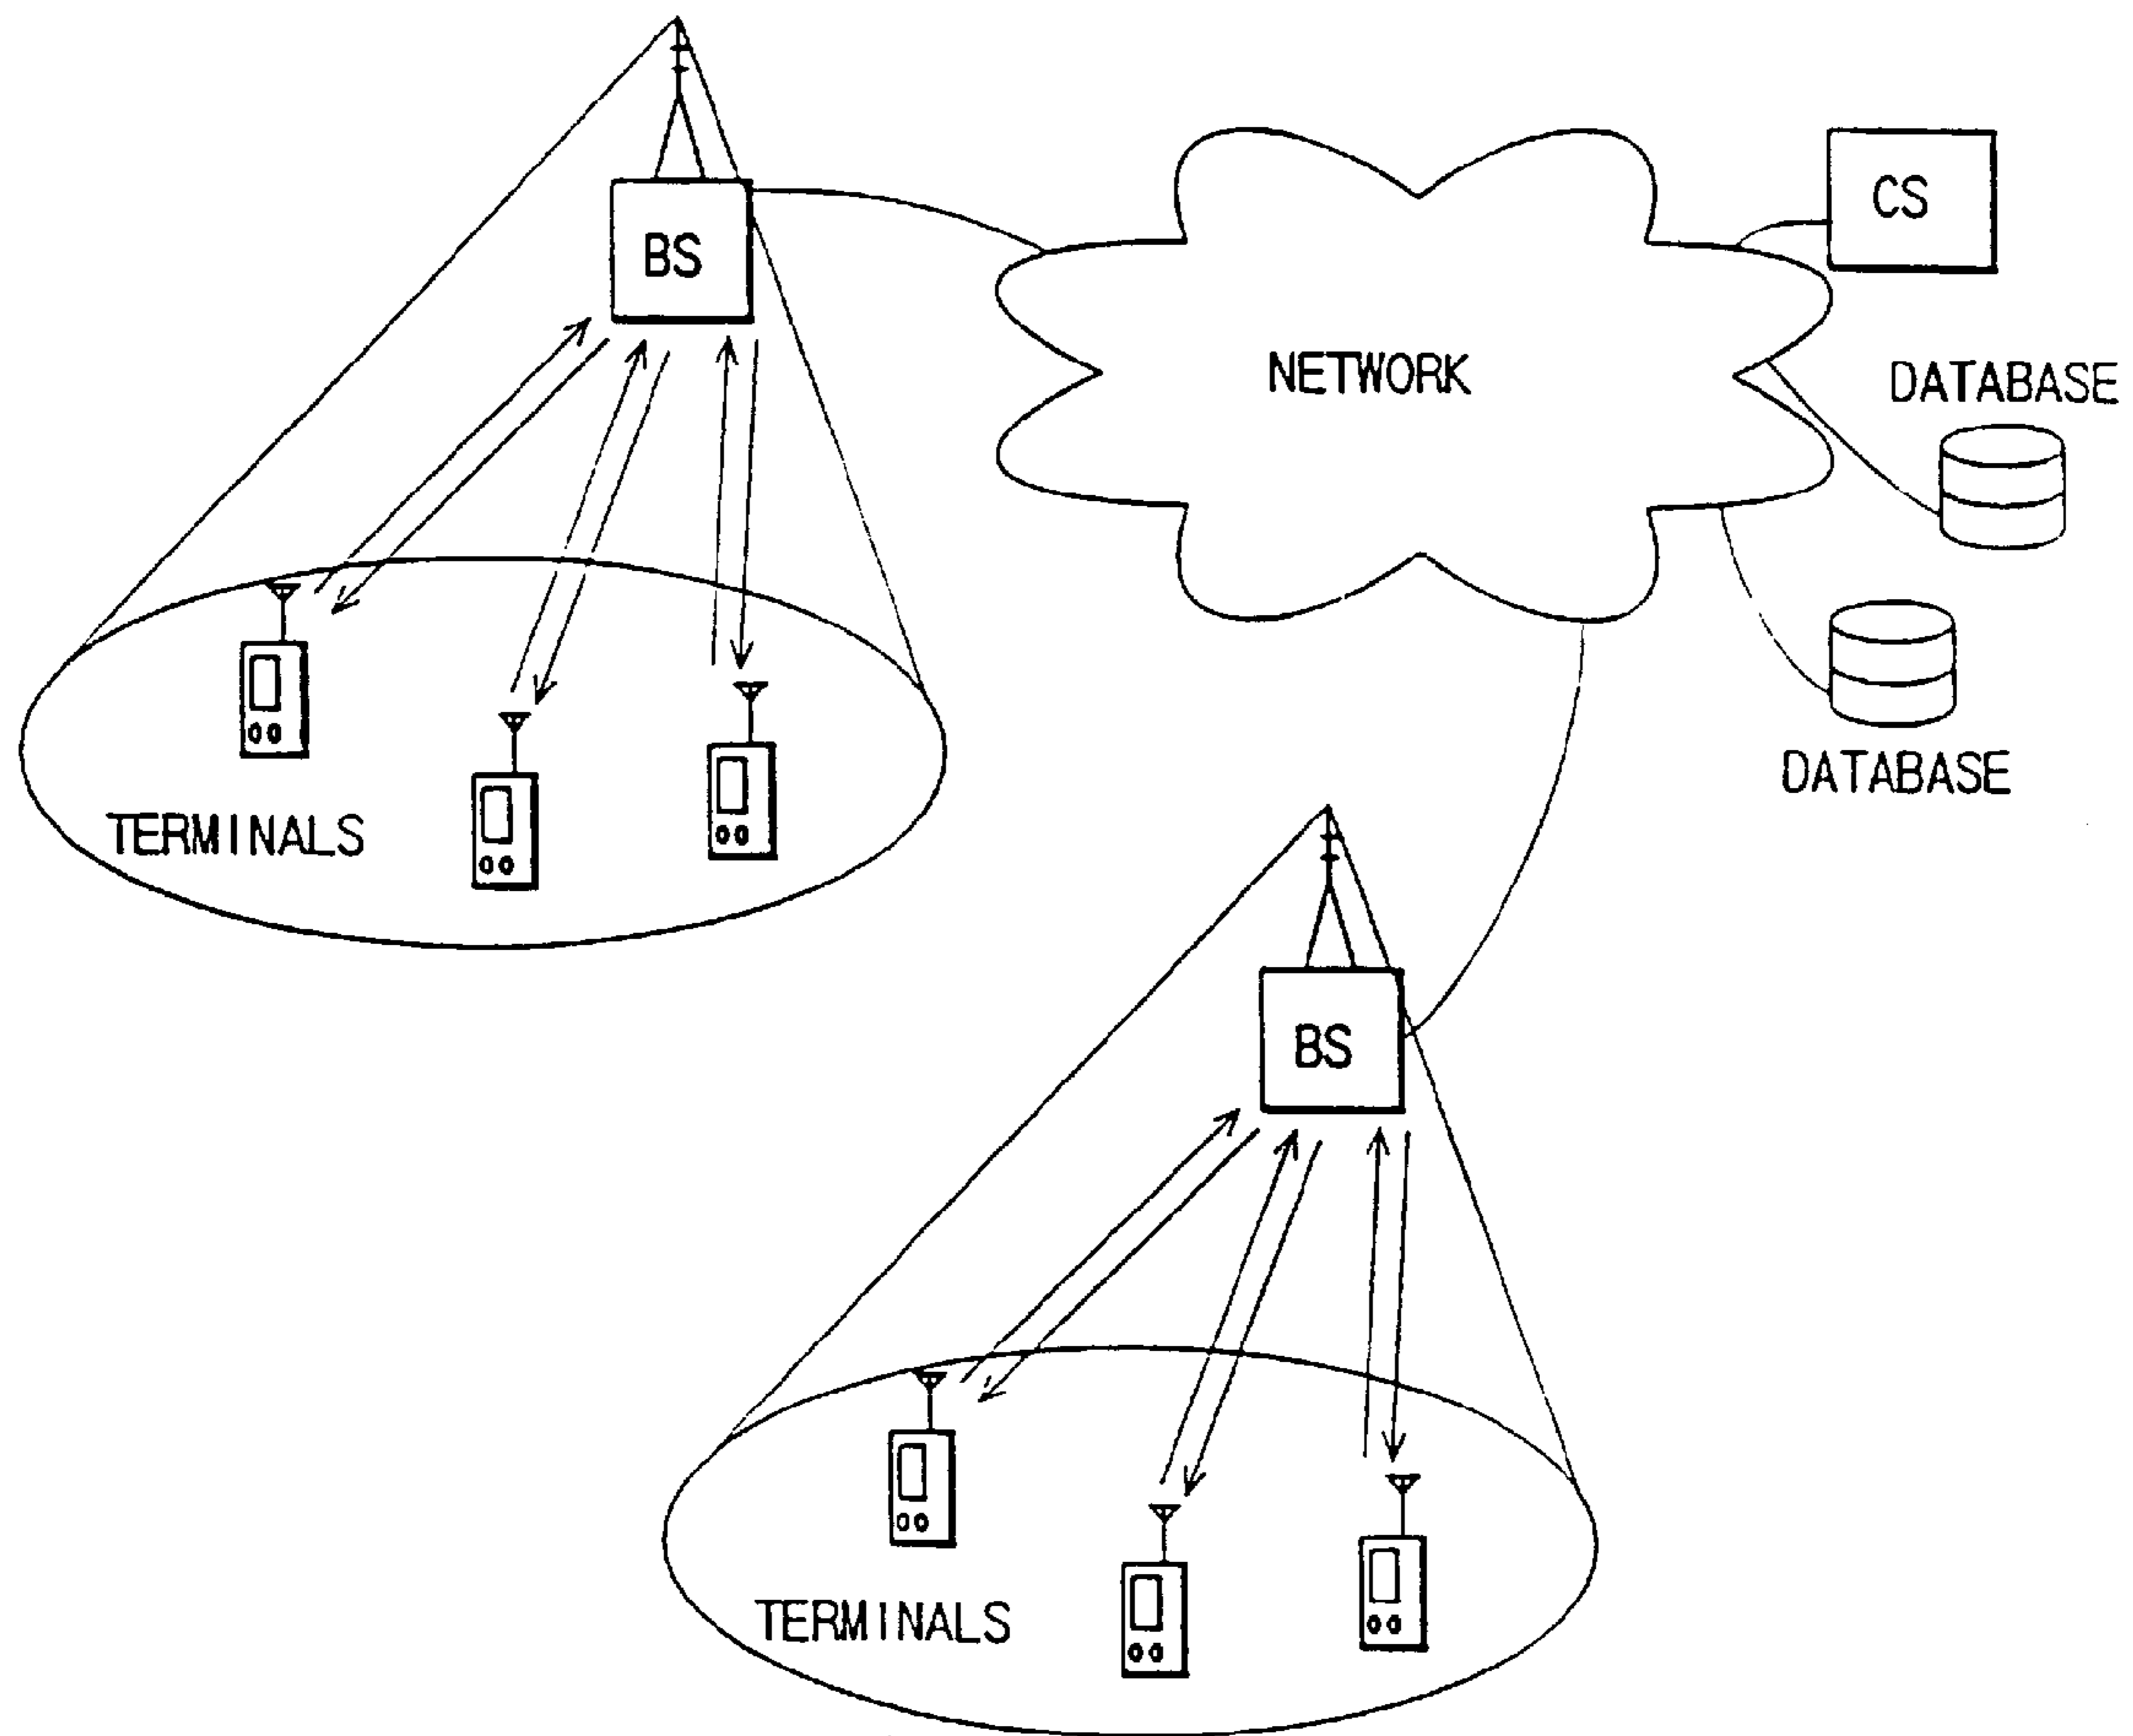 BS
CS
NETWORK
DATABASE
DATABASE
TERMINALS
BS
TERMINALS